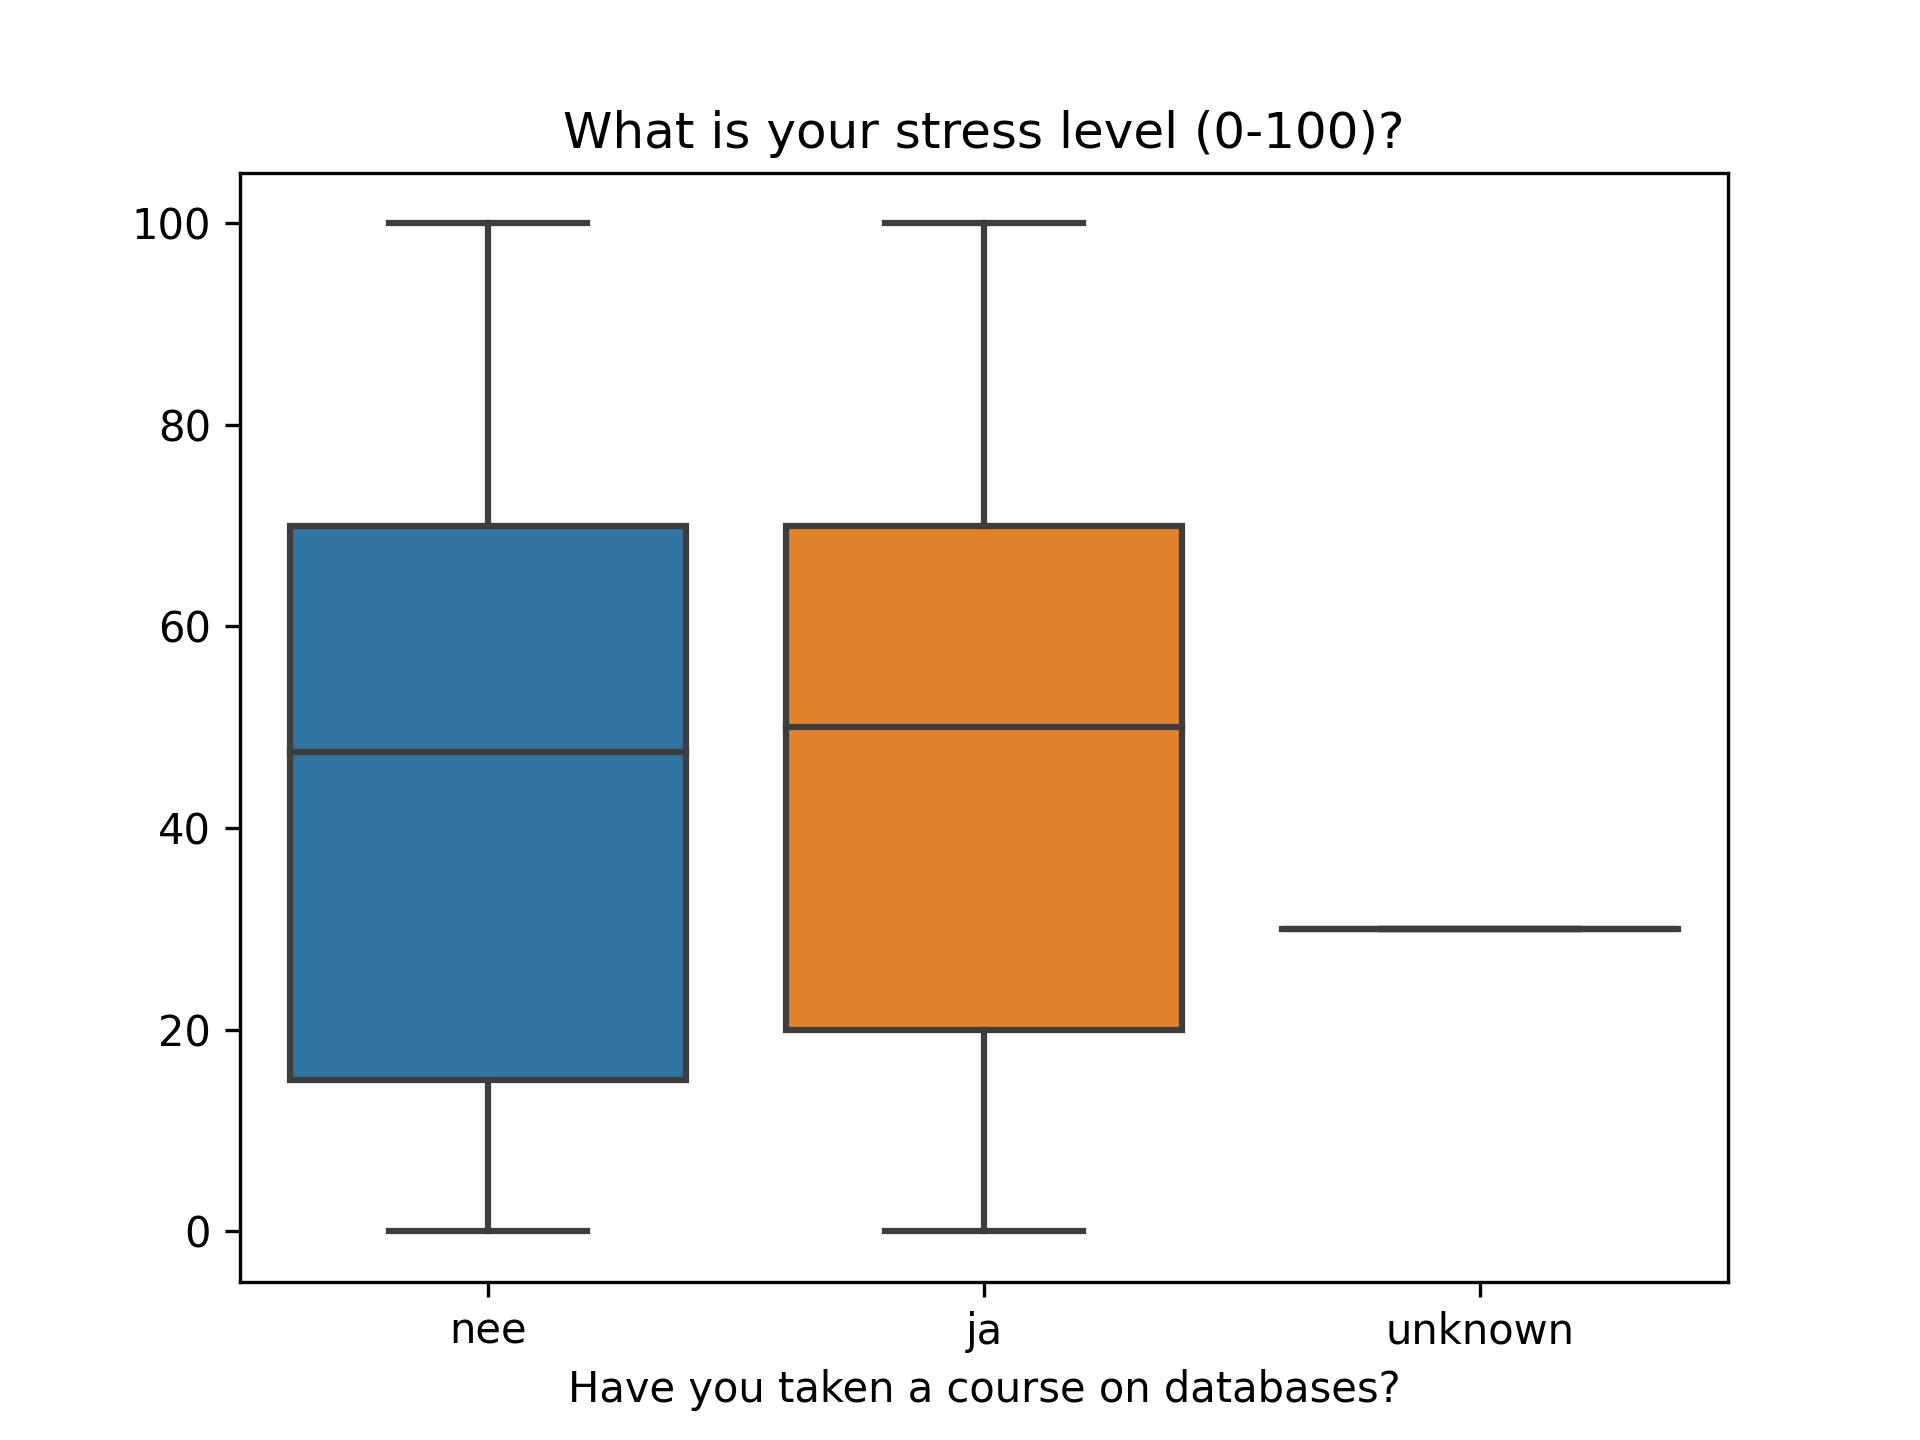 What is your stress level (0-100)?
100
80
60
40
20
0
nee
ja
unknown
Have you taken a course on databases?